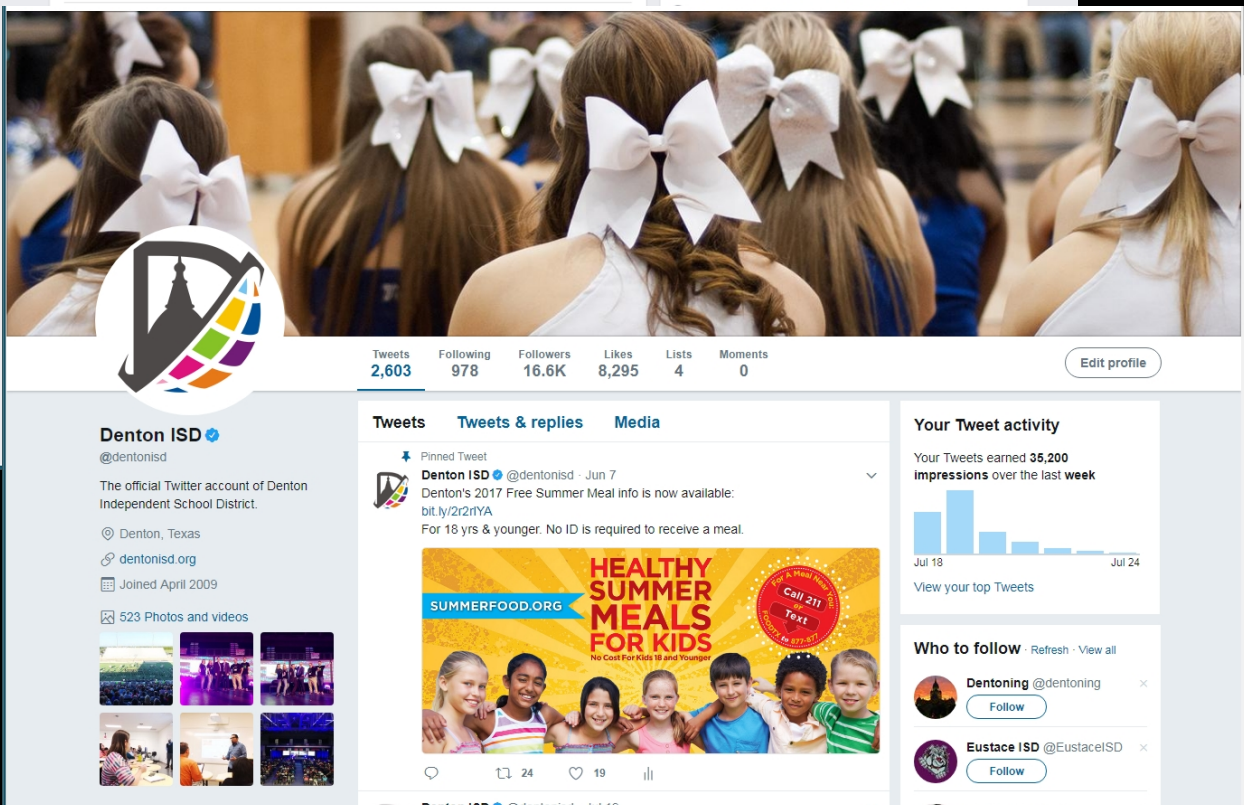 Tweets
2,603
Following
978
Followers
16.6K
Likes
8,295
Lists
4
Moments
0
Edit profile
Denton ISD
@dentonisd
The official Twitter account of Denton
Independent School District.
Denton, Texas
dentonisd.org
Joined April 2009
523 Photos and videos
Tweets Tweets & replies Media
Pinned Tweet
Denton ISD @dentonisd · Jun 7
Denton's 2017 Free Summer Meal info is now available:
bit.ly/2r2rlYA
For 18 yrs & younger. No ID is required to receive a meal.
SUMMERFOOD.ORG
HEALTHY
SUMMER
MEALS
FOR KIDS
No Cost For Kids 18 and Younger
For A Meal Near You:
Call 211
or
Text
FOODTX to 877-877
24 19
Your Tweet activity
Your Tweets earned 35,200
impressions over the last week
Jul 18 Jul 24
View your top Tweets
Who to follow · Refresh · View all
Dentoning @dentoning
Follow
Eustace ISD @EustaceISD
Follow